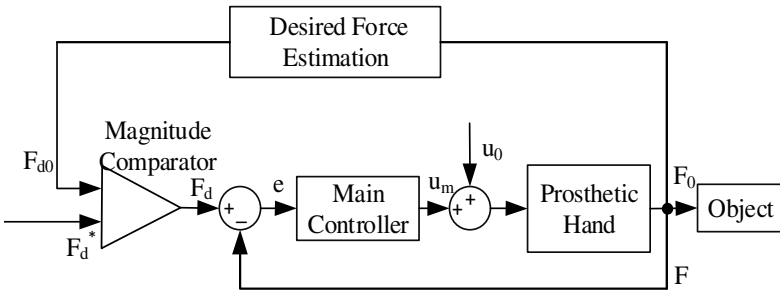 Desired Force
Estimation
Magnitude
Comparator
F_d0
F_d^*
F_d
+
−
e
Main
Controller
u_m
u_0
+
+
Prosthetic
Hand
F_0
Object
F